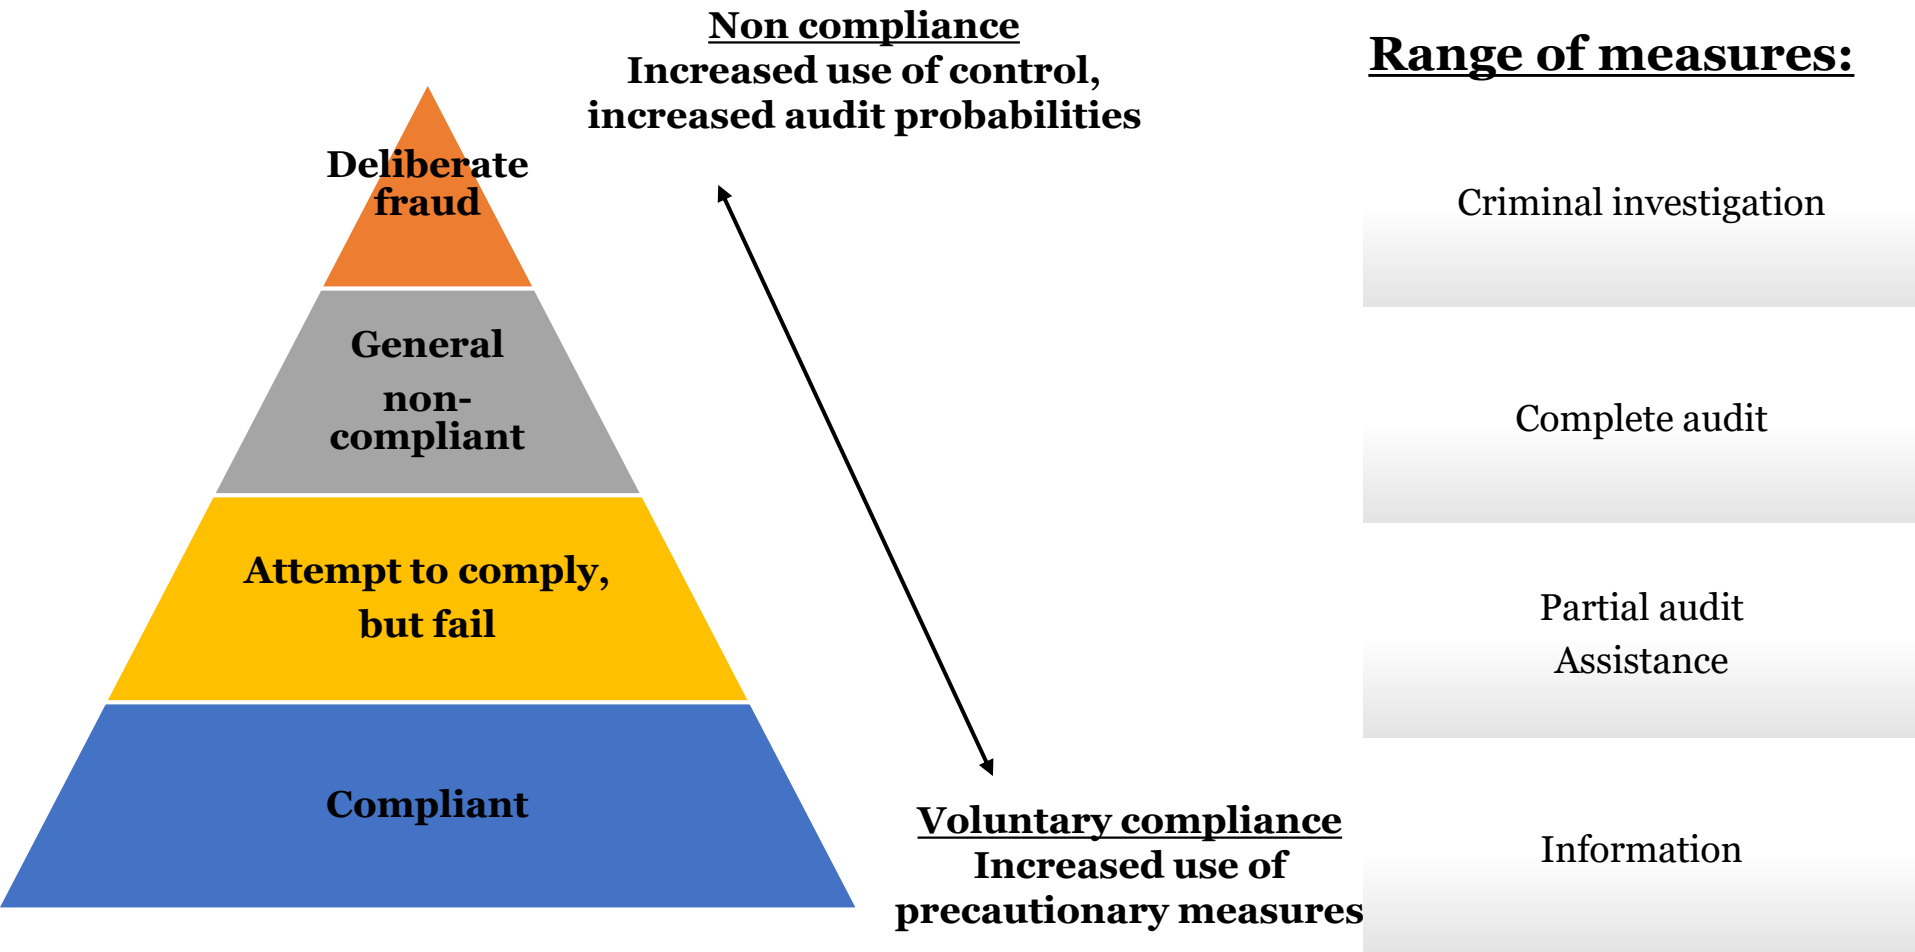 Non compliance
Increased use of control,
increased audit probabilities
Range of measures:
Deliberate
fraud
Criminal investigation
General
non-
compliant
Complete audit
Attempt to comply,
but fail
Partial audit
Assistance
Compliant
Voluntary compliance
Increased use of
precautionary measures
Information